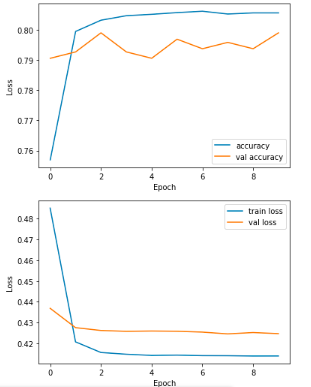 0.80
0.79
0.78
0.77
0.76
Loss
accuracy
val accuracy
0 2 4 6 8
Epoch
0.48
0.47
0.46
0.45
0.44
0.43
0.42
Loss
train loss
val loss
0 2 4 6 8
Epoch